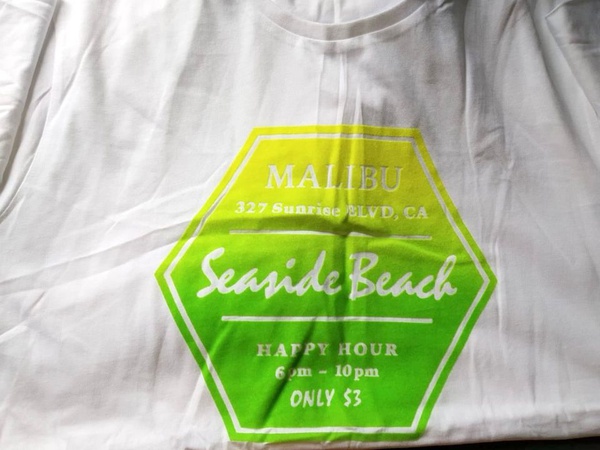 MALIBU
327 Sunrise BLVD, CA
Seaside Beach
HAPPY HOUR
6pm - 10pm
ONLY $3